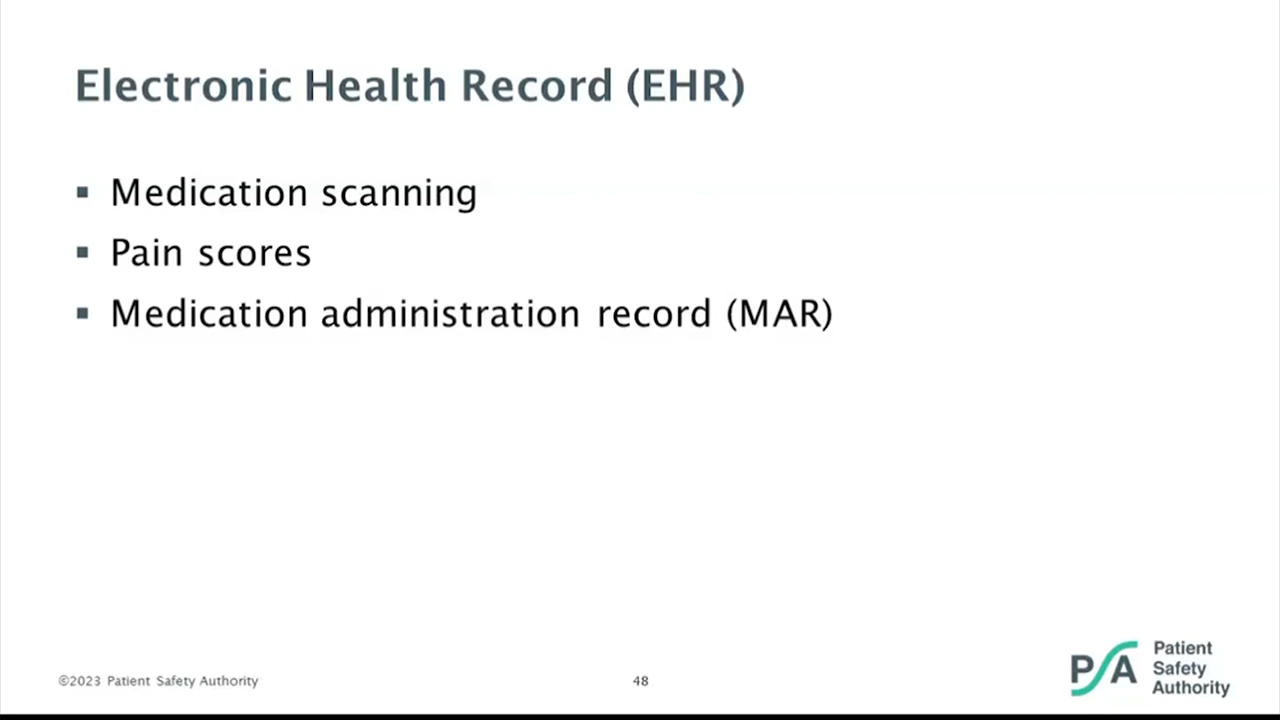 Electronic Health Record (EHR)
▪ Medication scanning
▪ Pain scores
▪ Medication administration record (MAR)
©2023 Patient Safety Authority
48
PSA
Patient
Safety
Authority